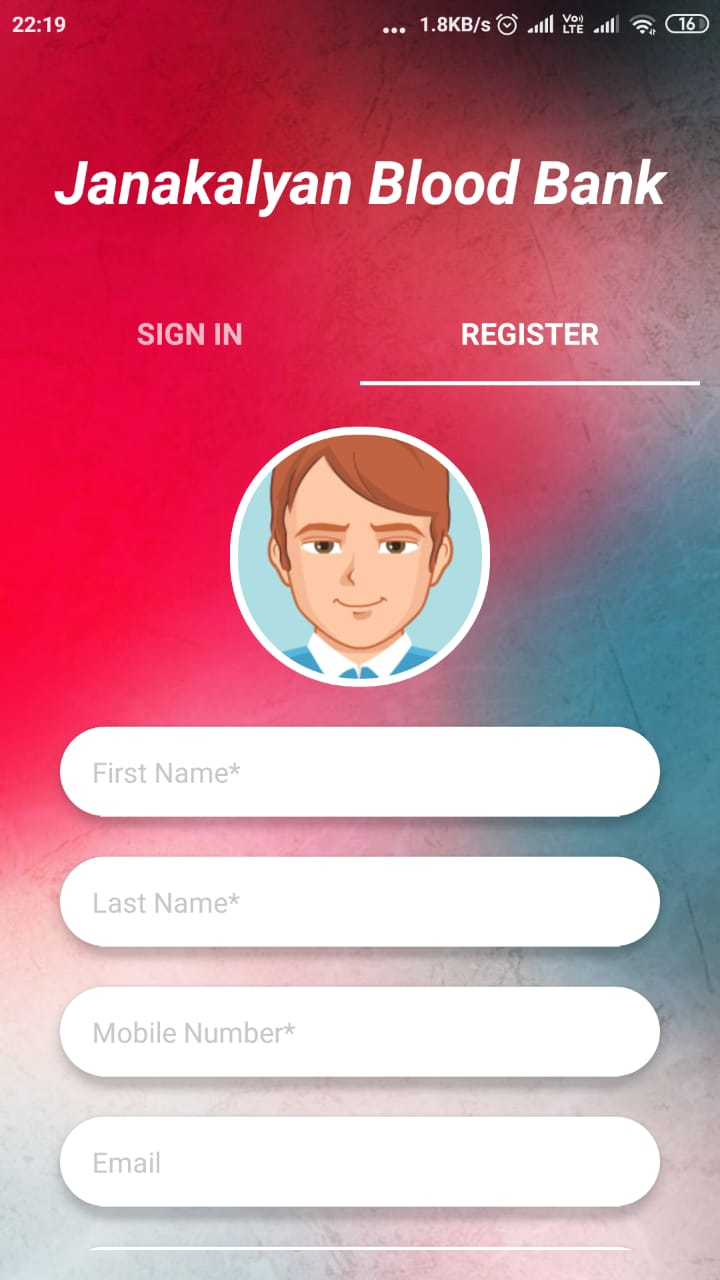 22:19 ... 1.8KB/s Vo) LTE 16
Janakalyan Blood Bank
SIGN IN REGISTER
First Name*
Last Name*
Mobile Number*
Email